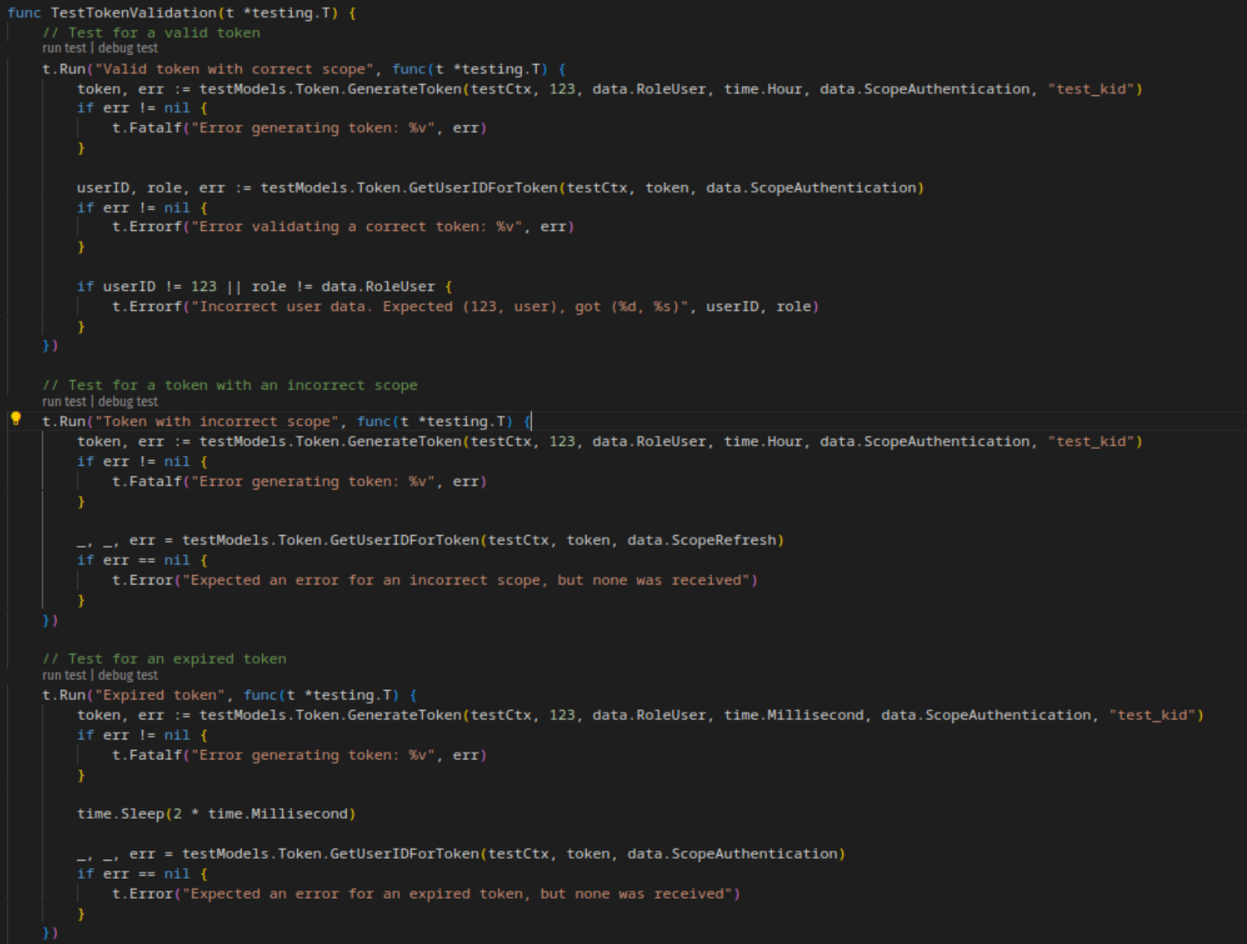 func TestTokenValidation(t *testing.T) {
// Test for a valid token
run test | debug test
t.Run("Valid token with correct scope", func(t *testing.T) {
token, err := testModels.Token.GenerateToken(testCtx, 123, data.RoleUser, time.Hour, data.ScopeAuthentication, "test_kid")
if err != nil {
t.Fatalf("Error generating token: %v", err)
}
userID, role, err := testModels.Token.GetUserIDForToken(testCtx, token, data.ScopeAuthentication)
if err != nil {
t.Errorf("Error validating a correct token: %v", err)
}
if userID != 123 || role != data.RoleUser {
t.Errorf("Incorrect user data. Expected (123, user), got (%d, %s)", userID, role)
}
})
// Test for a token with an incorrect scope
run test | debug test
t.Run("Token with incorrect scope", func(t *testing.T) {
token, err := testModels.Token.GenerateToken(testCtx, 123, data.RoleUser, time.Hour, data.ScopeAuthentication, "test_kid")
if err != nil {
t.Fatalf("Error generating token: %v", err)
}
_, _, err = testModels.Token.GetUserIDForToken(testCtx, token, data.ScopeRefresh)
if err == nil {
t.Error("Expected an error for an incorrect scope, but none was received")
}
})
// Test for an expired token
run test | debug test
t.Run("Expired token", func(t *testing.T) {
token, err := testModels.Token.GenerateToken(testCtx, 123, data.RoleUser, time.Millisecond, data.ScopeAuthentication, "test_kid")
if err != nil {
t.Fatalf("Error generating token: %v", err)
}
time.Sleep(2 * time.Millisecond)
_, _, err = testModels.Token.GetUserIDForToken(testCtx, token, data.ScopeAuthentication)
if err == nil {
t.Error("Expected an error for an expired token, but none was received")
}
})